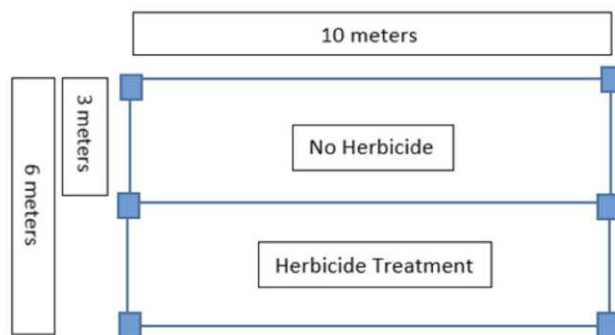 10 meters
3 meters
6 meters
No Herbicide
Herbicide Treatment